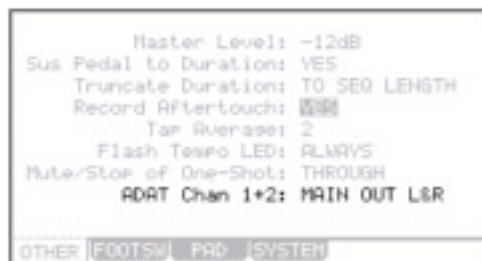 Master Level: -12dB
Sus Pedal to Duration: YES
Truncate Duration: TO SEQ LENGTH
Record Aftertouch:
Tap Average: 2
Flash Tempo LED: ALWAYS
Mute/Stop of One-Shot: THROUGH
ADAT Chan 1+2: MAIN OUT L&R
OTHER FOOTSW PAD SYSTEM